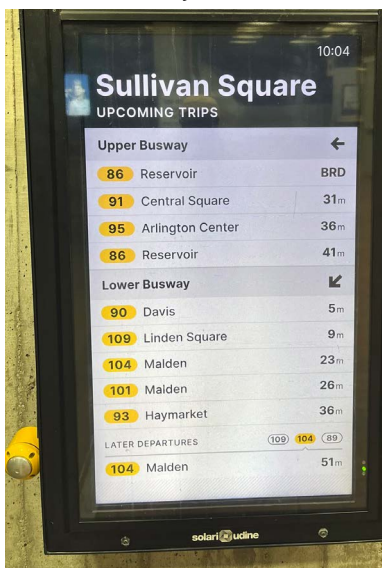 10:04
Sullivan Square
UPCOMING TRIPS
Upper Busway ←
86 Reservoir BRD
91 Central Square 31m
95 Arlington Center 36m
86 Reservoir 41m
Lower Busway ↙
90 Davis 5m
109 Linden Square 9m
104 Malden 23m
101 Malden 26m
93 Haymarket 36m
LATER DEPARTURES 109 104 89
104 Malden 51m
solari udine